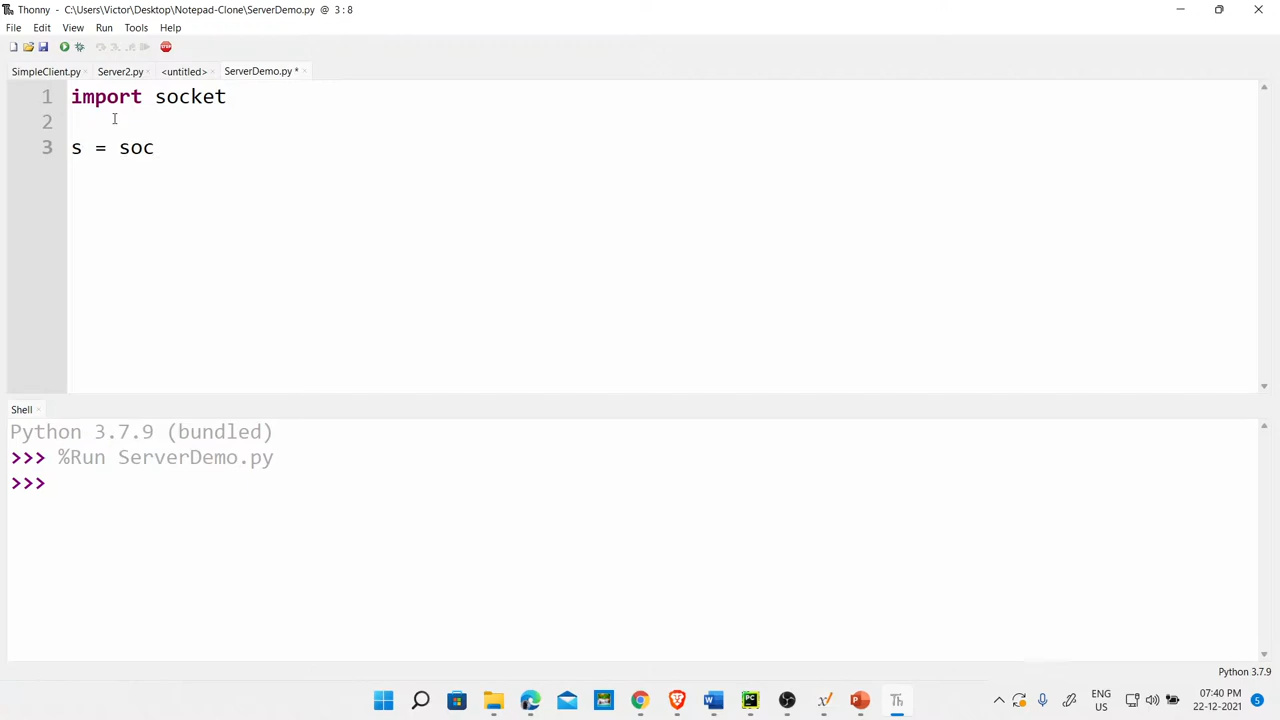 Thonny - C:\Users\Victor\Desktop\Notepad-Clone\ServerDemo.py @ 3 : 8
File Edit View Run Tools Help
SimpleClient.py Server2.py <untitled> ServerDemo.py *
1 import socket
2
3 s = soc
Shell
Python 3.7.9 (bundled)
>>> %Run ServerDemo.py
>>>
Python 3.7.9
ENG 07:40 PM
US 22-12-2021 5